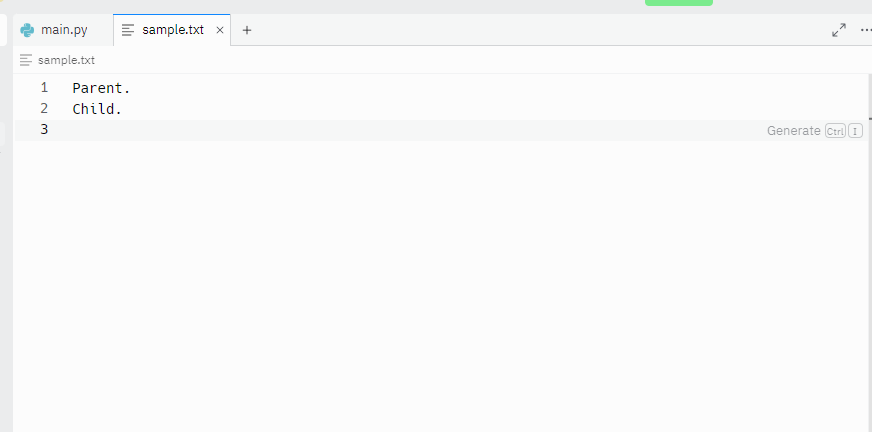 main.py sample.txt × +
sample.txt
1 Parent.
2 Child.
3 Generate Ctrl I